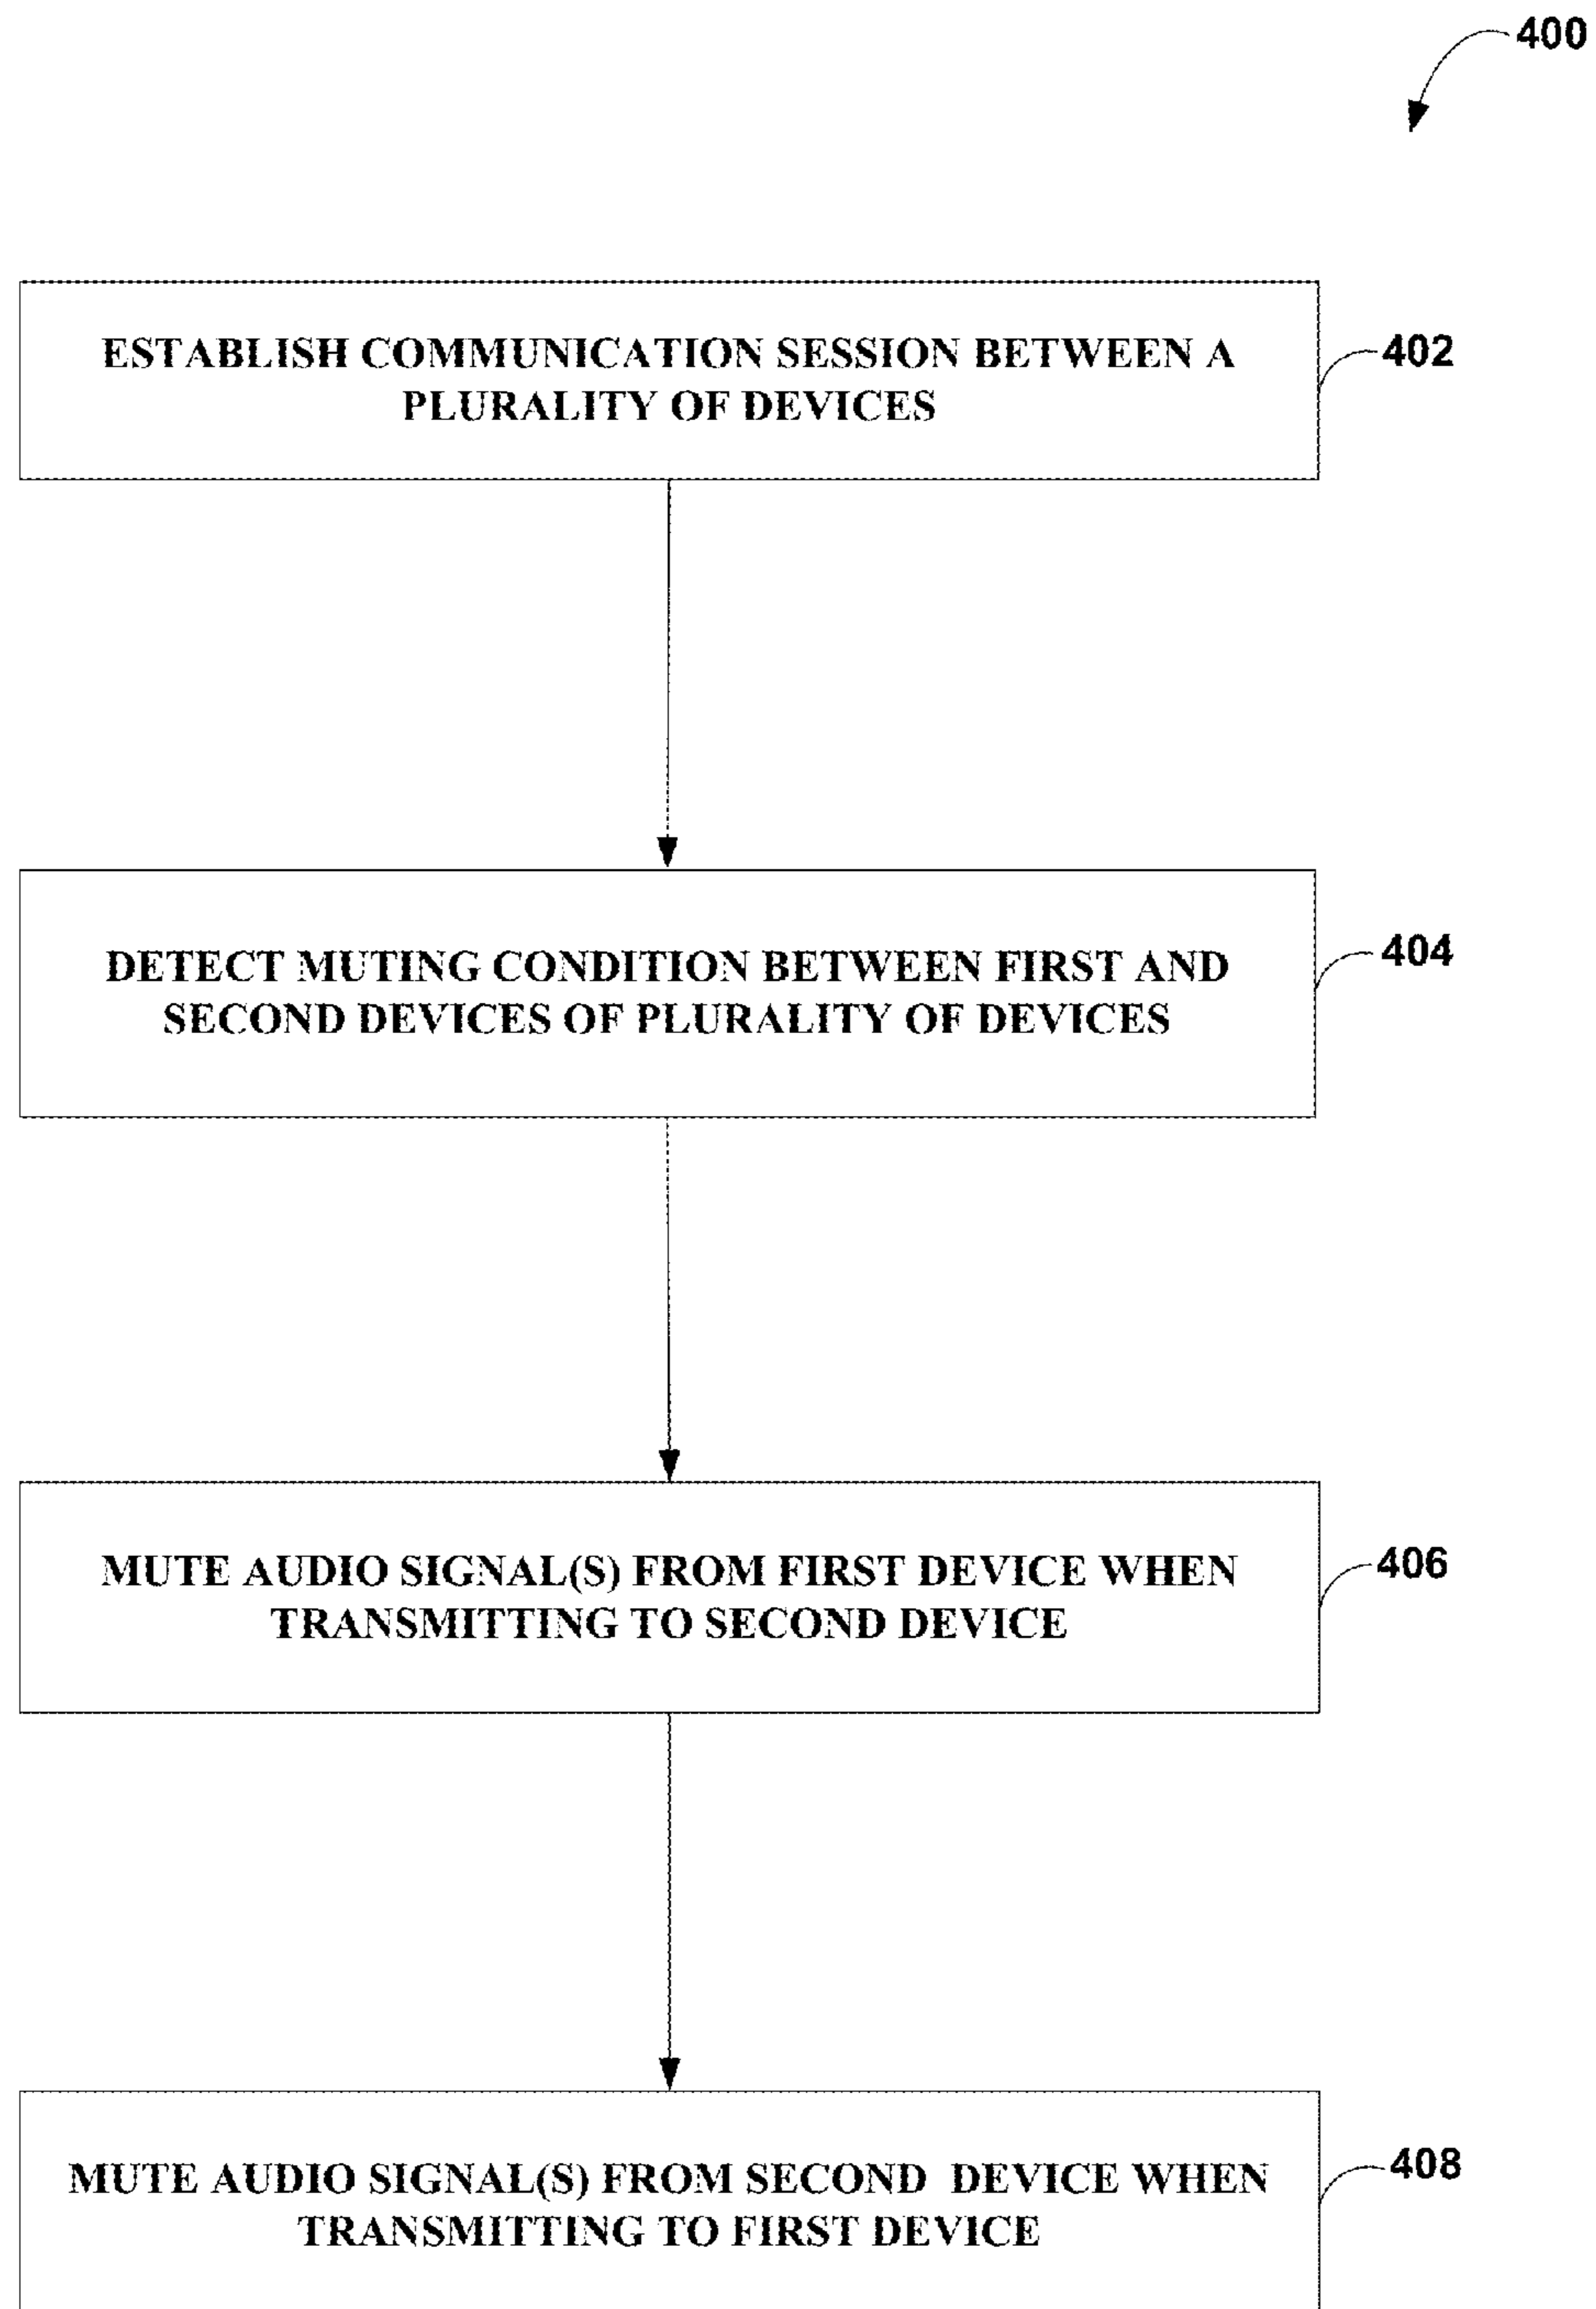 400
ESTABLISH COMMUNICATION SESSION BETWEEN A
PLURALITY OF DEVICES
402
DETECT MUTING CONDITION BETWEEN FIRST AND
SECOND DEVICES OF PLURALITY OF DEVICES
404
MUTE AUDIO SIGNAL(S) FROM FIRST DEVICE WHEN
TRANSMITTING TO SECOND DEVICE
406
MUTE AUDIO SIGNAL(S) FROM SECOND DEVICE WHEN
TRANSMITTING TO FIRST DEVICE
408